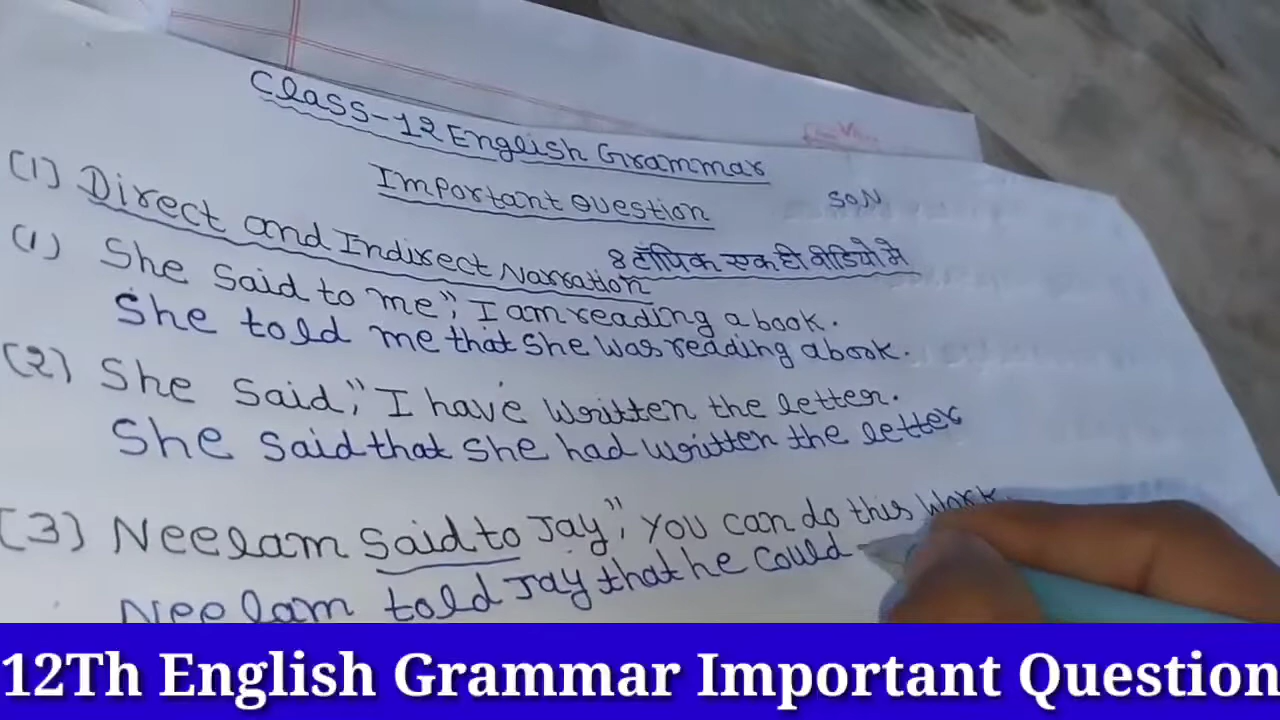 Class-12 English Grammar
Important Question
(1) Direct and Indirect Narration
8 टॉपिक एक ही वीडियो मे
(1) She Said to me", I am reading a book.
She told me that She was reading a book.
(2) She Said," I have written the letter.
She Said that She had written the letter
(3) Neelam Said to Jay", you can do this work.
Neelam told Jay that he could
12Th English Grammar Important Question